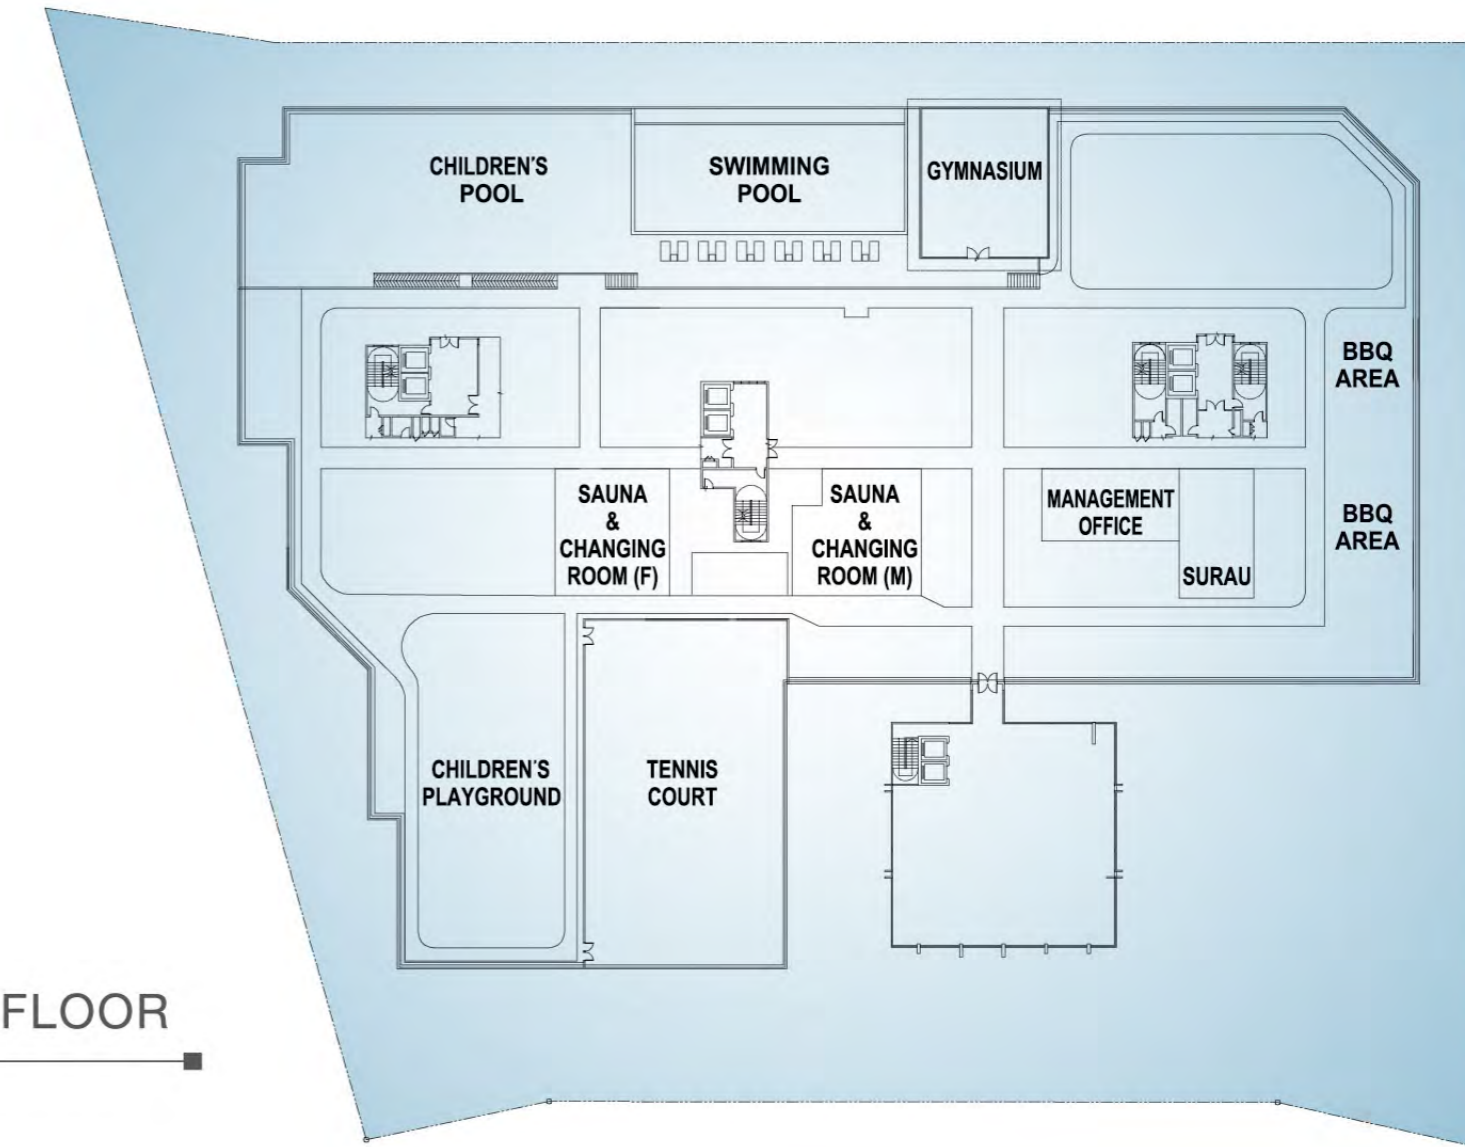 CHILDREN'S
POOL
SWIMMING
POOL
GYMNASIUM
BBQ
AREA
SAUNA
&
CHANGING
ROOM (F)
SAUNA
&
CHANGING
ROOM (M)
MANAGEMENT
OFFICE
SURAU
BBQ
AREA
CHILDREN'S
PLAYGROUND
TENNIS
COURT
FLOOR